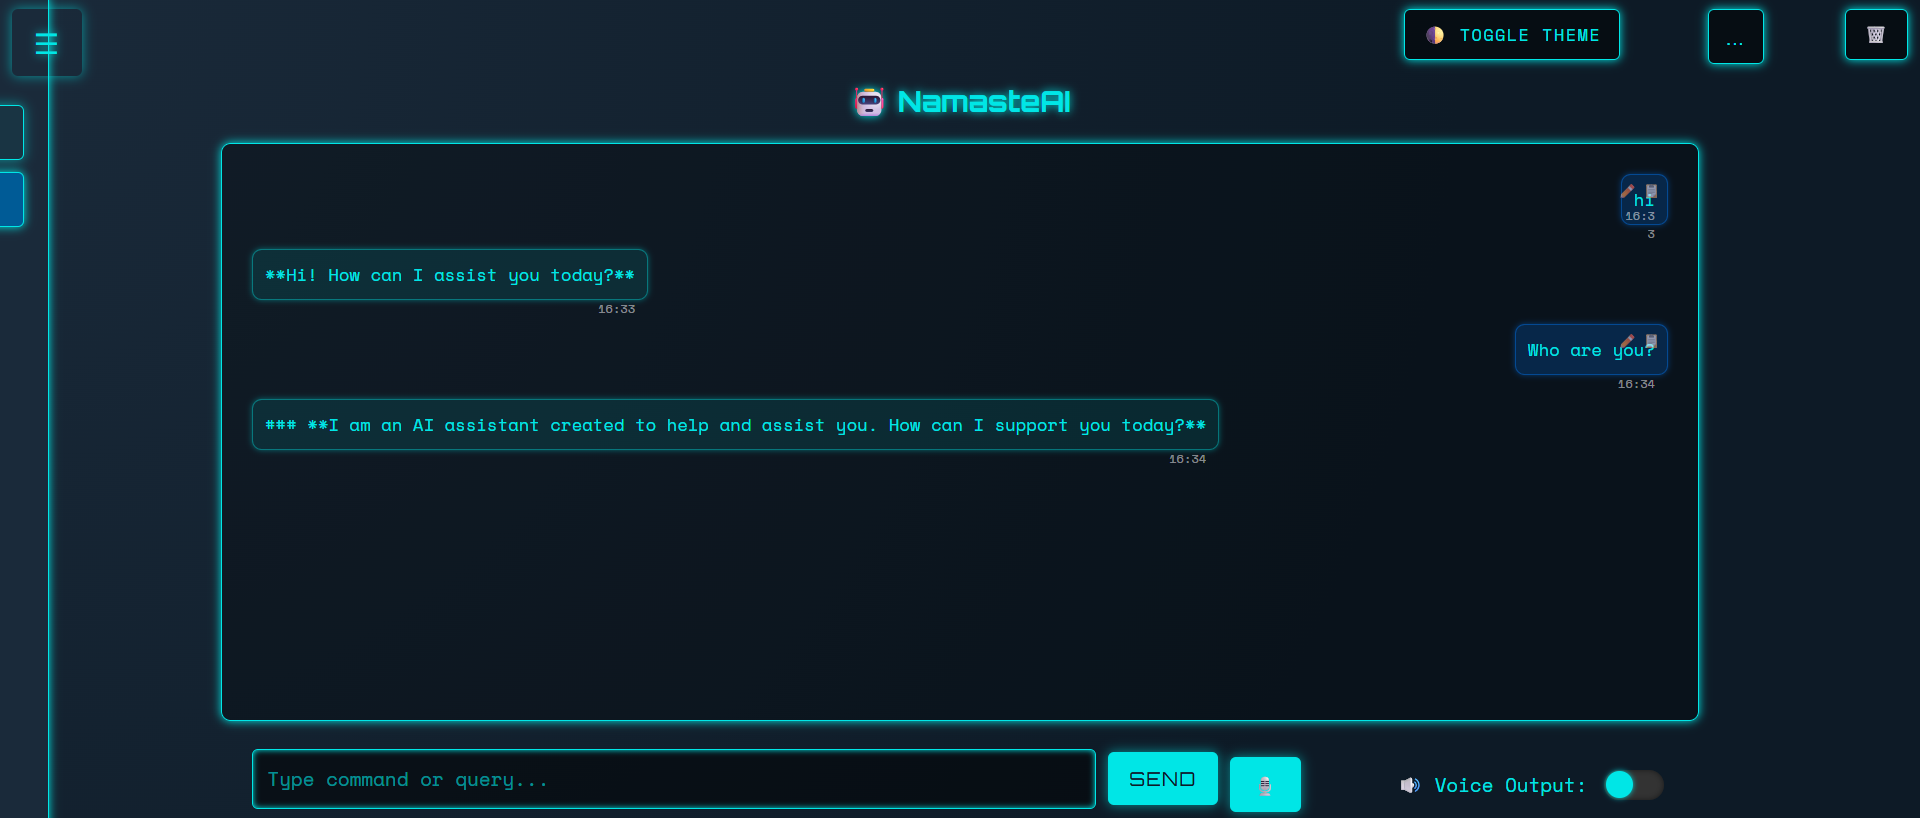 TOGGLE THEME
...
NamasteAI
hi
16:3
3
**Hi! How can I assist you today?**
16:33
Who are you?
16:34
### **I am an AI assistant created to help and assist you. How can I support you today?**
16:34
Type command or query...
SEND
Voice Output: